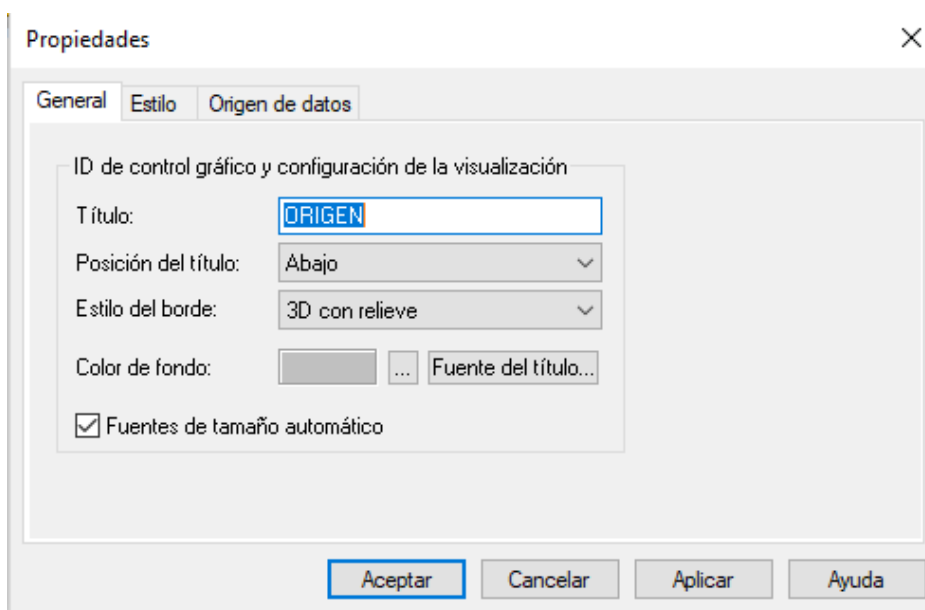 Propiedades
General Estilo Origen de datos
ID de control gráfico y configuración de la visualización
Título: ORIGEN
Posición del título: Abajo
Estilo del borde: 3D con relieve
Color de fondo: ... Fuente del título...
Fuentes de tamaño automático
Aceptar Cancelar Aplicar Ayuda